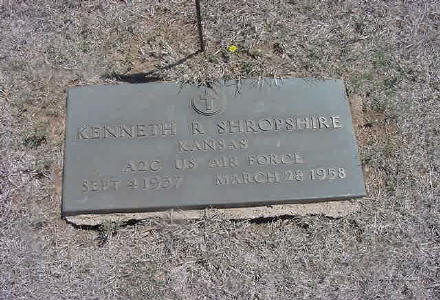 KENNETH R SHROPSHIRE
KANSAS
A2C US AIR FORCE
SEPT 4 1937 MARCH 28 1958